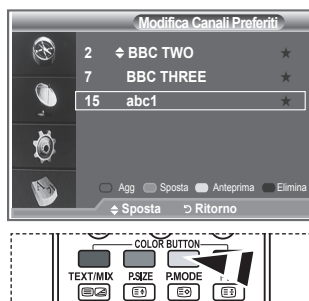 Modifica Canali Preferiti
2 BBC TWO
7 BBC THREE
15 abc1
Agg Sposta Anteprima Elimina
Sposta Ritorno
COLOR BUTTON
TEXT/MIX P.SIZE P.MODE